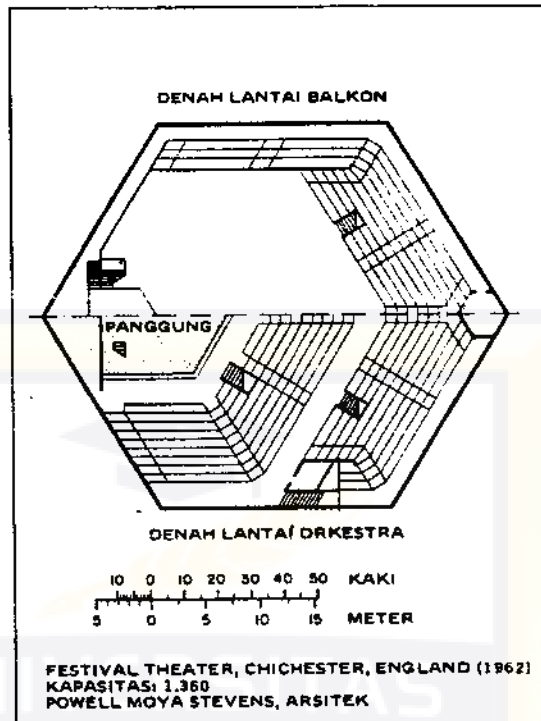 DENAH LANTAI BALKON
PANGGUNG
DENAH LANTAI ORKESTRA
10 0 10 20 30 40 50 KAKI
5 0 5 10 15 METER
FESTIVAL THEATER, CHICHESTER, ENGLAND (1962)
KAPASITAS: 1.360
POWELL MOYA STEVENS, ARSITEK
UNIVERSITAS